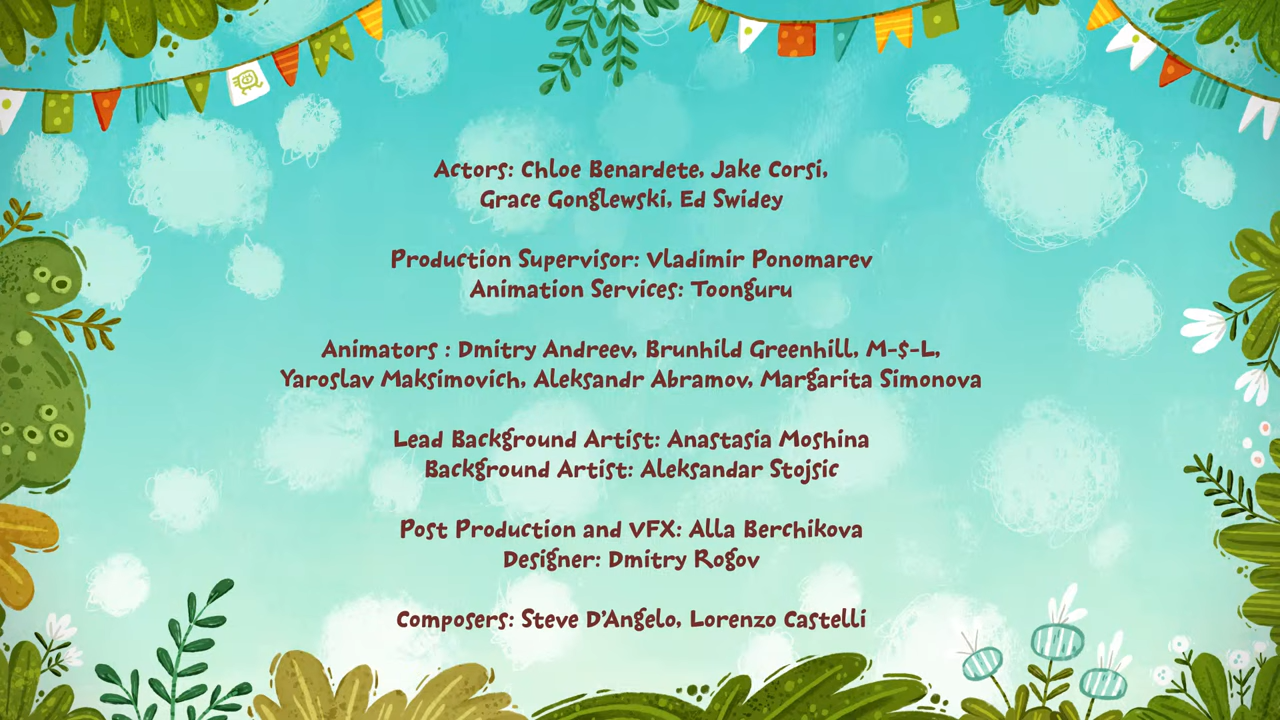 Actors: Chloe Benardete, Jake Corsi,
Grace Gonglewski, Ed Swidey
Production Supervisor: Vladimir Ponomarev
Animation Services: Toonguru
Animators : Dmitry Andreev, Brunhild Greenhill, M-$-L,
Yaroslav Maksimovich, Aleksandr Abramov, Margarita Simonova
Lead Background Artist: Anastasia Moshina
Background Artist: Aleksandar Stojsic
Post Production and VFX: Alla Berchikova
Designer: Dmitry Rogov
Composers: Steve D'Angelo, Lorenzo Castelli